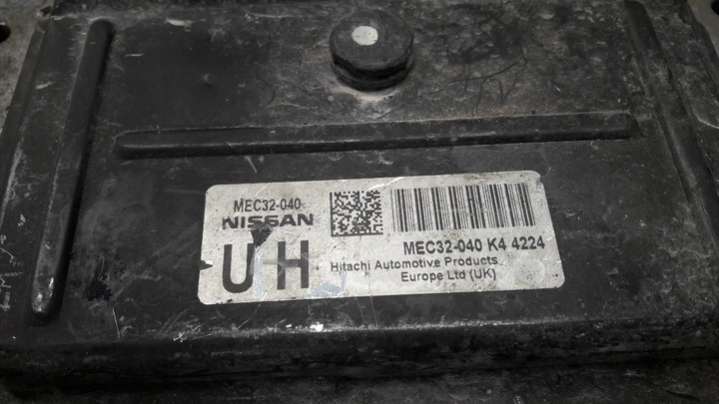 MEC32-040
NISSAN
UH
MEC32-040 K4 4224
Hitachi Automotive Products
Europe Ltd (UK)